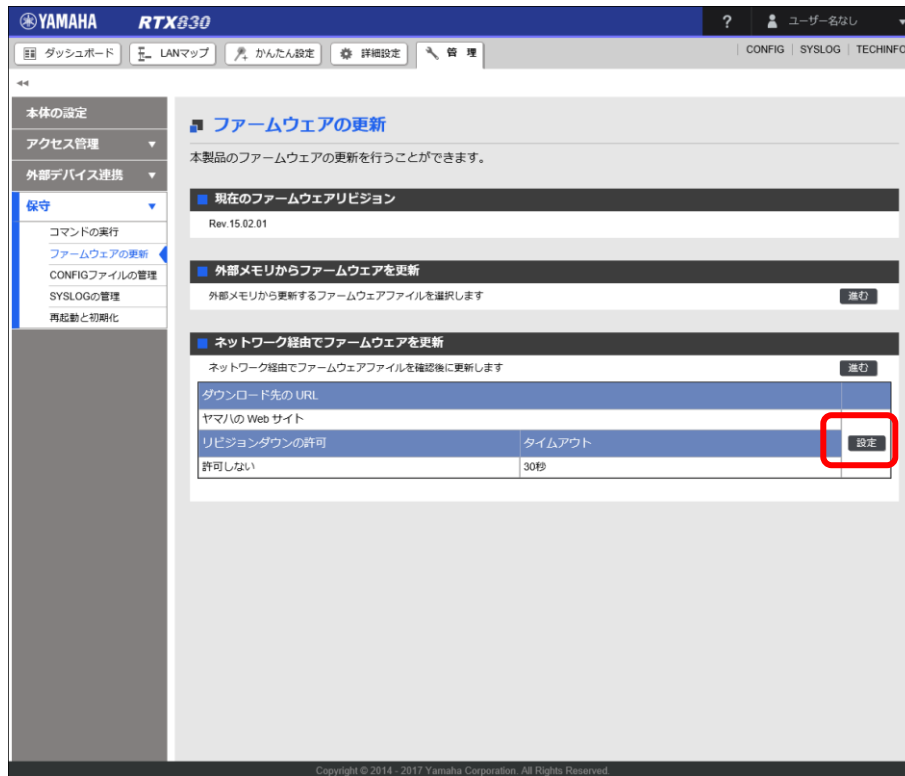 YAMAHA RTX830 ? ユーザー名なし
ダッシュボード LANマップ かんたん設定 詳細設定 管 理 CONFIG SYSLOG TECHINFO
本体の設定
アクセス管理
外部デバイス連携
保守
コマンドの実行
ファームウェアの更新
CONFIGファイルの管理
SYSLOGの管理
再起動と初期化
ファームウェアの更新
本製品のファームウェアの更新を行うことができます。
現在のファームウェアリビジョン
Rev.15.02.01
外部メモリからファームウェアを更新
外部メモリから更新するファームウェアファイルを選択します 進む
ネットワーク経由でファームウェアを更新
ネットワーク経由でファームウェアファイルを確認後に更新します 進む
ダウンロード先の URL
ヤマハの Web サイト
リビジョンダウンの許可 タイムアウト 設定
許可しない 30秒
Copyright © 2014 - 2017 Yamaha Corporation. All Rights Reserved.